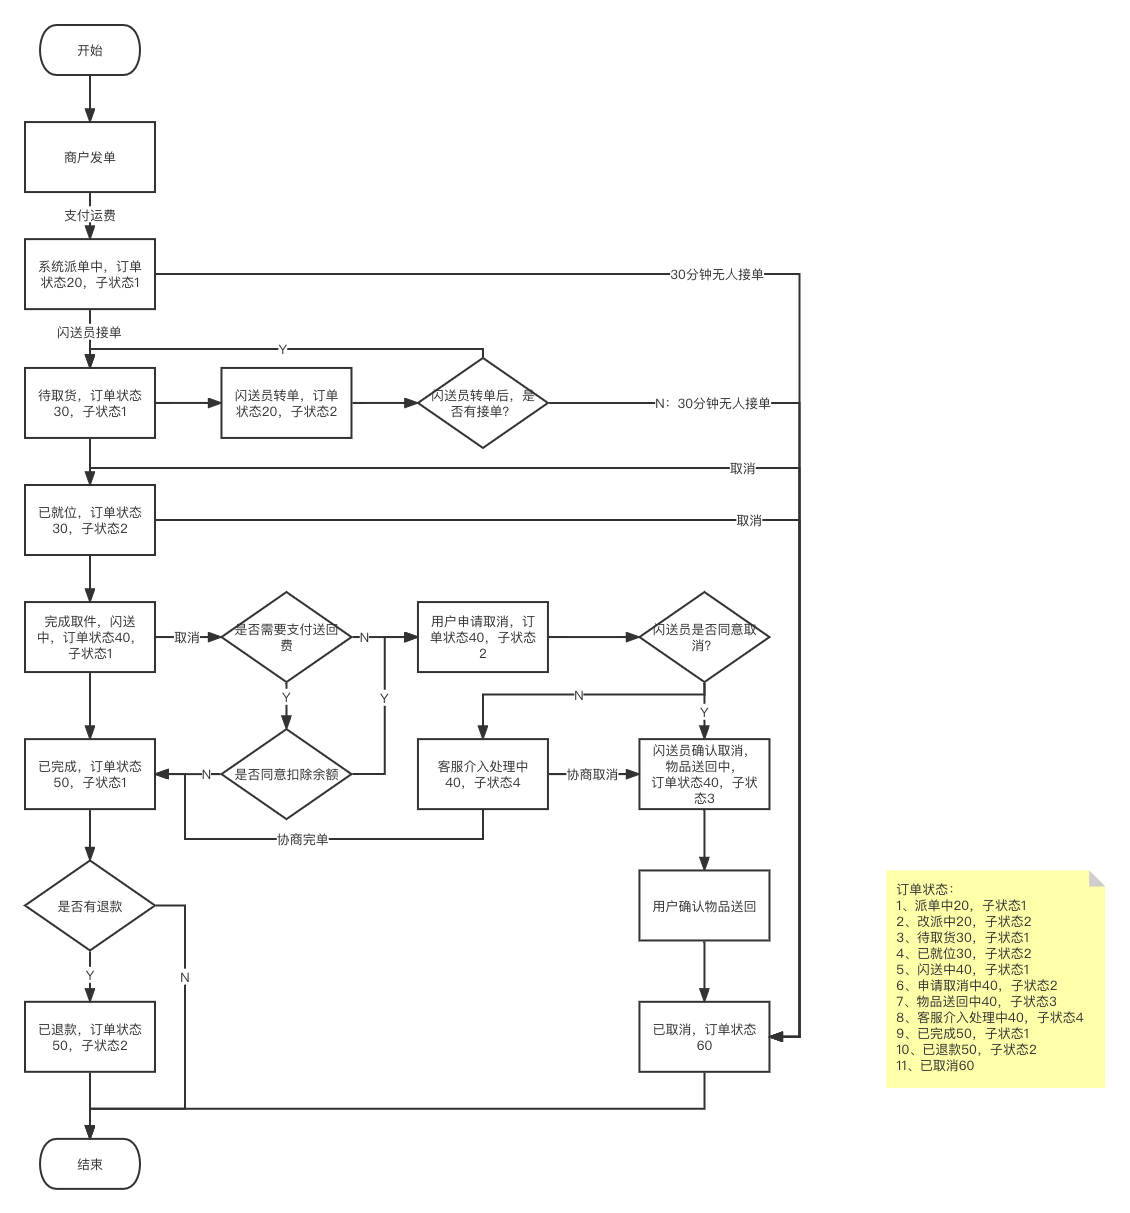 开始
商户发单
支付运费
系统派单中，订单
状态20，子状态1
30分钟无人接单
闪送员接单
Y
待取货，订单状态
30，子状态1
闪送员转单，订单
状态20，子状态2
闪送员转单后，是
否有接单？
N：30分钟无人接单
取消
已就位，订单状态
30，子状态2
取消
完成取件，闪送
中，订单状态40，
子状态1
取消
是否需要支付送回
费
N
用户申请取消，订
单状态40，子状态
2
闪送员是否同意取
消？
Y
Y
N
Y
已完成，订单状态
50，子状态1
N
是否同意扣除余额
客服介入处理中
40，子状态4
协商取消
闪送员确认取消，
物品送回中，
订单状态40，子状
态3
协商完单
是否有退款
用户确认物品送回
Y
N
已退款，订单状态
50，子状态2
已取消，订单状态
60
结束
订单状态：
1、派单中20，子状态1
2、改派中20，子状态2
3、待取货30，子状态1
4、已就位30，子状态2
5、闪送中40，子状态1
6、申请取消中40，子状态2
7、物品送回中40，子状态3
8、客服介入处理中40，子状态4
9、已完成50，子状态1
10、已退款50，子状态2
11、已取消60